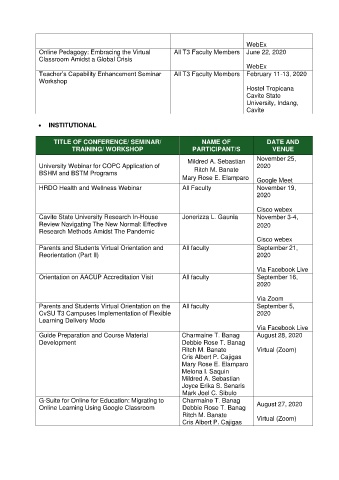 WebEx
Online Pedagogy: Embracing the Virtual
Classroom Amidst a Global Crisis
All T3 Faculty Members
June 22, 2020
WebEx
Teacher's Capability Enhancement Seminar
Workshop
All T3 Faculty Members
February 11-13, 2020
Hostel Tropicana
Cavite State
University, Indang,
Cavite
• INSTITUTIONAL
TITLE OF CONFERENCE/ SEMINAR/
TRAINING/ WORKSHOP
NAME OF
PARTICIPANT/S
DATE AND
VENUE
University Webinar for COPC Application of
BSHM and BSTM Programs
Mildred A. Sebastian
Ritch M. Banate
Mary Rose E. Elamparo
November 25,
2020
Google Meet
HRDO Health and Wellness Webinar
All Faculty
November 19,
2020
Cisco webex
Cavite State University Research In-House
Review Navigating The New Normal: Effective
Research Methods Amidst The Pandemic
Jonerizza L. Gaunia
November 3-4,
2020
Cisco webex
Parents and Students Virtual Orientation and
Reorientation (Part II)
All faculty
September 21,
2020
Via Facebook Live
Orientation on AACUP Accreditation Visit
All faculty
September 16,
2020
Via Zoom
Parents and Students Virtual Orientation on the
CvSU T3 Campuses Implementation of Flexible
Learning Delivery Mode
All faculty
September 5,
2020
Via Facebook Live
Guide Preparation and Course Material
Development
Charmaine T. Banag
Debbie Rose T. Banag
Ritch M. Banate
Cris Albert P. Cajigas
Mary Rose E. Elamparo
Melona I. Saquin
Mildred A. Sebastian
Joyce Erika S. Senaris
Mark Joel C. Sibulo
August 28, 2020
Virtual (Zoom)
G-Suite for Online for Education: Migrating to
Online Learning Using Google Classroom
Charmaine T. Banag
Debbie Rose T. Banag
Ritch M. Banate
Cris Albert P. Cajigas
August 27, 2020
Virtual (Zoom)